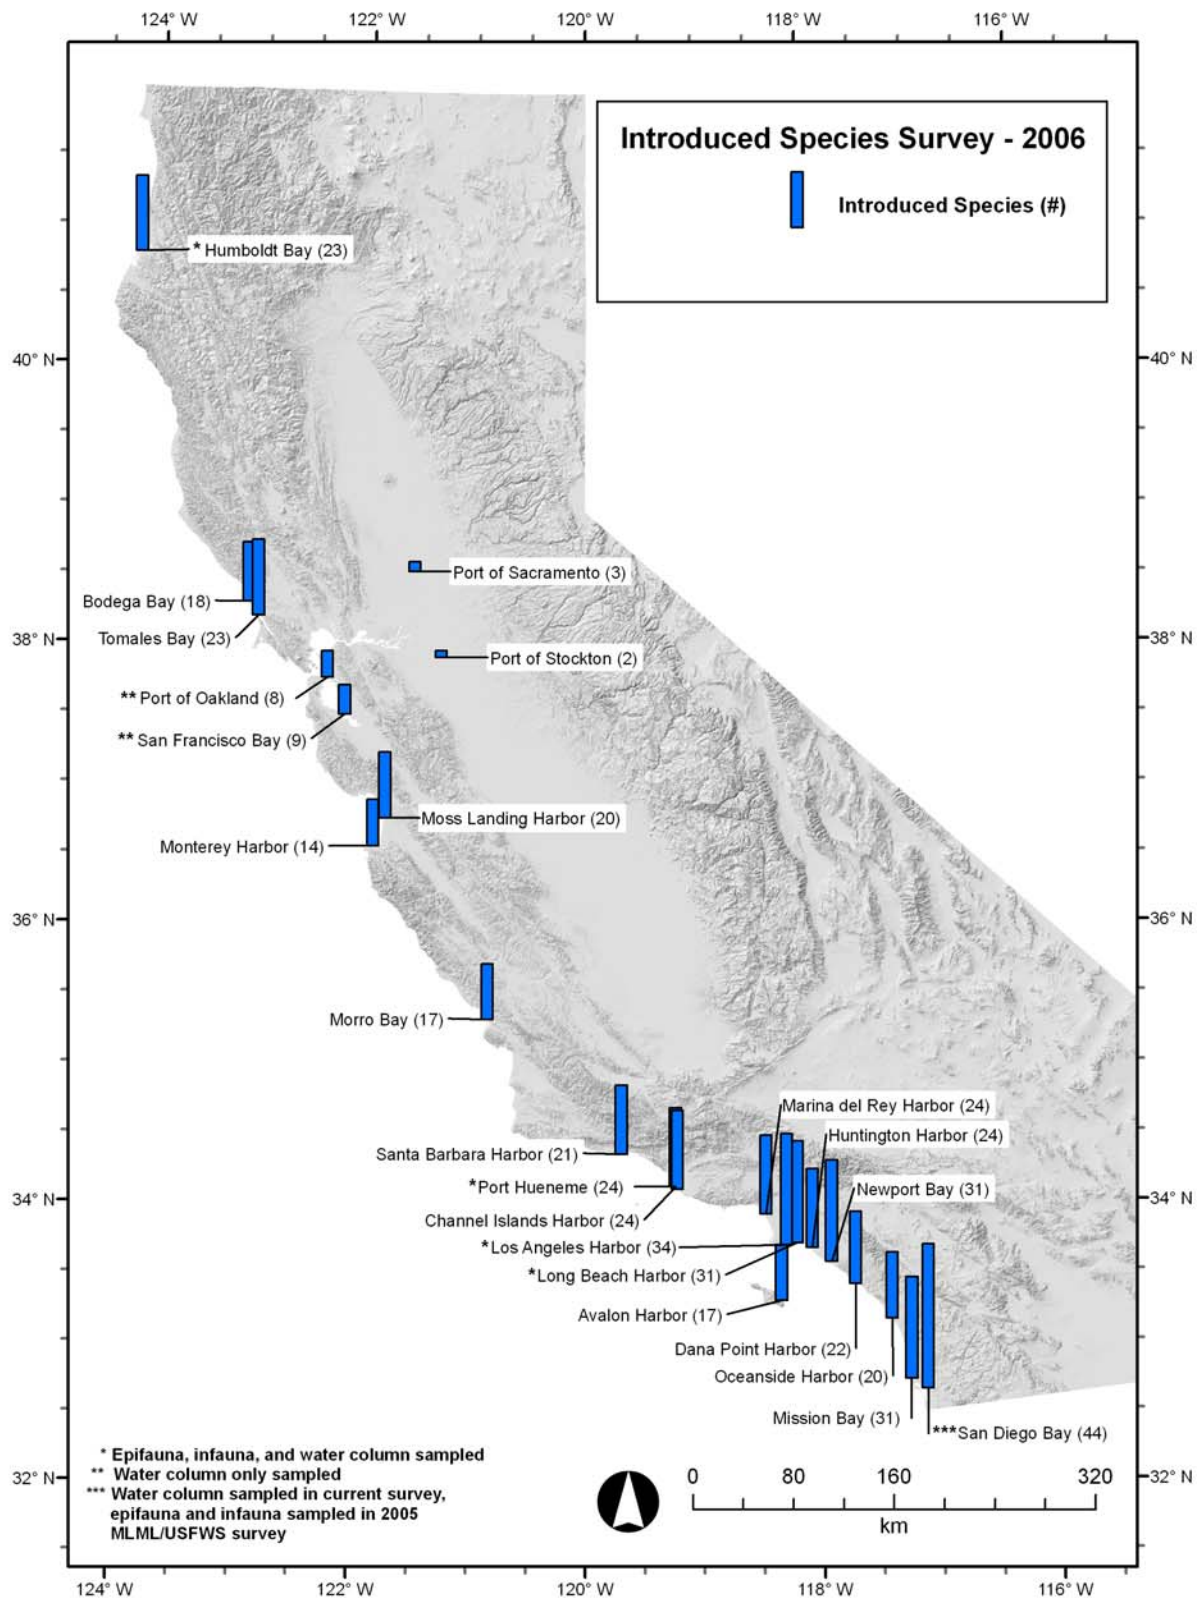 124° W 122° W 120° W 118° W 116° W
Introduced Species Survey - 2006
Introduced Species (#)
* Humboldt Bay (23)
40° N 40° N
Port of Sacramento (3)
Bodega Bay (18)
Tomales Bay (23)
38° N 38° N
Port of Stockton (2)
** Port of Oakland (8)
** San Francisco Bay (9)
Moss Landing Harbor (20)
Monterey Harbor (14)
36° N 36° N
Morro Bay (17)
Marina del Rey Harbor (24)
Huntington Harbor (24)
Santa Barbara Harbor (21)
*Port Hueneme (24)
Newport Bay (31)
34° N 34° N
Channel Islands Harbor (24)
*Los Angeles Harbor (34)
*Long Beach Harbor (31)
Avalon Harbor (17)
Dana Point Harbor (22)
Oceanside Harbor (20)
Mission Bay (31)
***San Diego Bay (44)
* Epifauna, infauna, and water column sampled
** Water column only sampled
*** Water column sampled in current survey,
epifauna and infauna sampled in 2005
MLML/USFWS survey
32° N 32° N
0 80 160 320
km
124° W 122° W 120° W 118° W 116° W